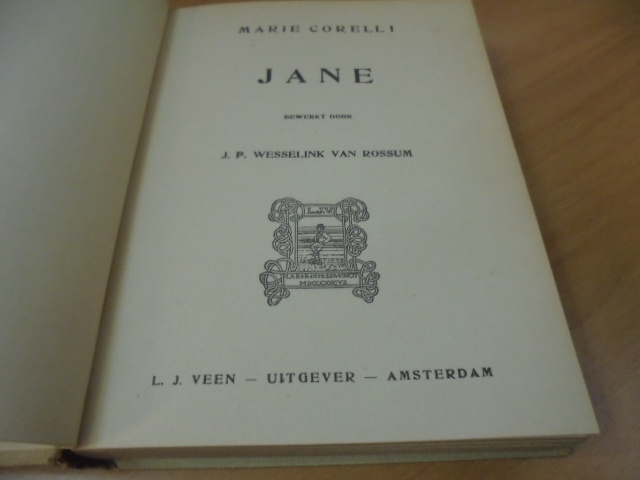 MARIE CORELLI
JANE
BEWERKT DOOR
J. P. WESSELINK VAN ROSSUM
L. J. VEEN — UITGEVER — AMSTERDAM